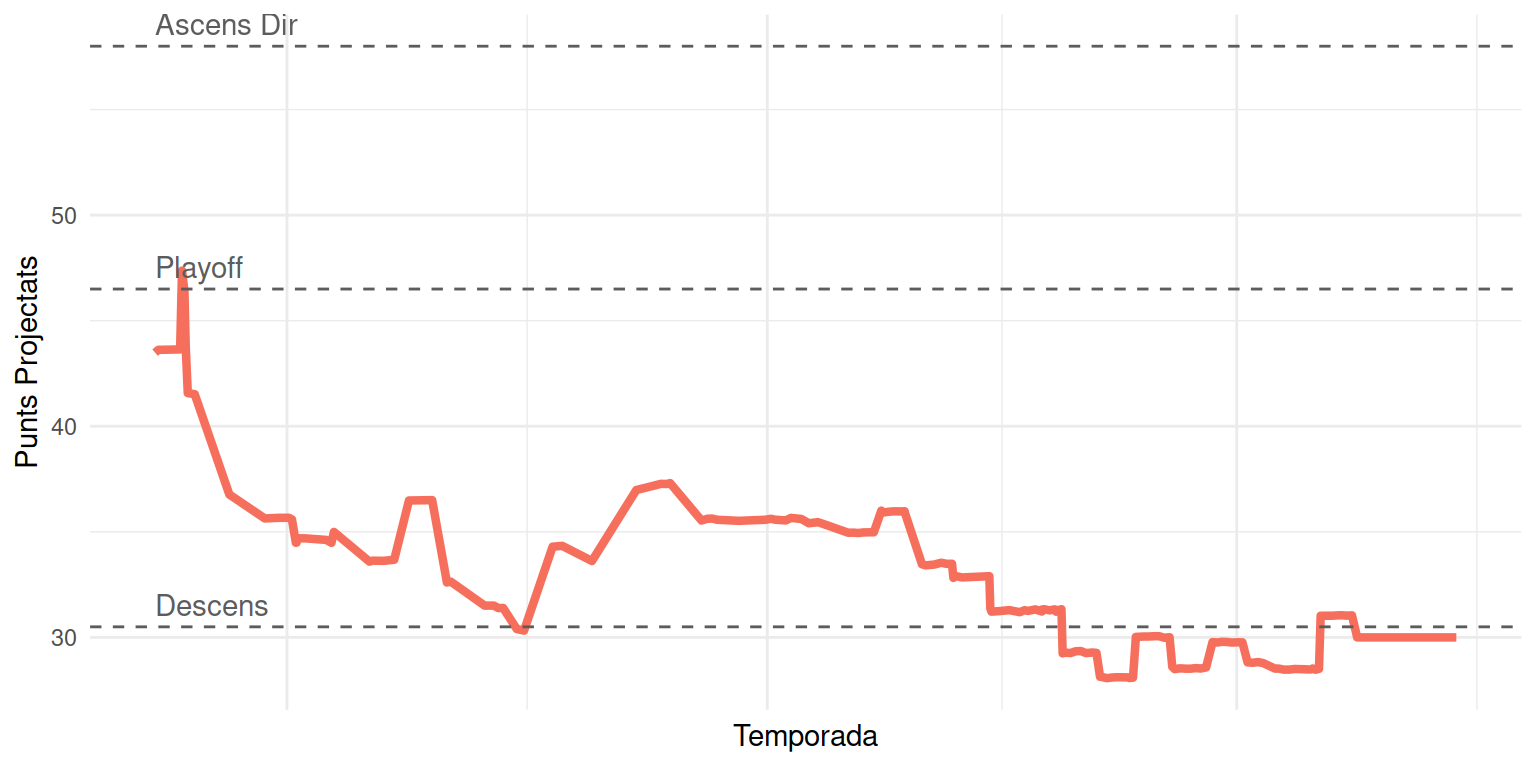 Ascens Dir
50
Playoff
40
Descens
30
Punts Projectats
Temporada